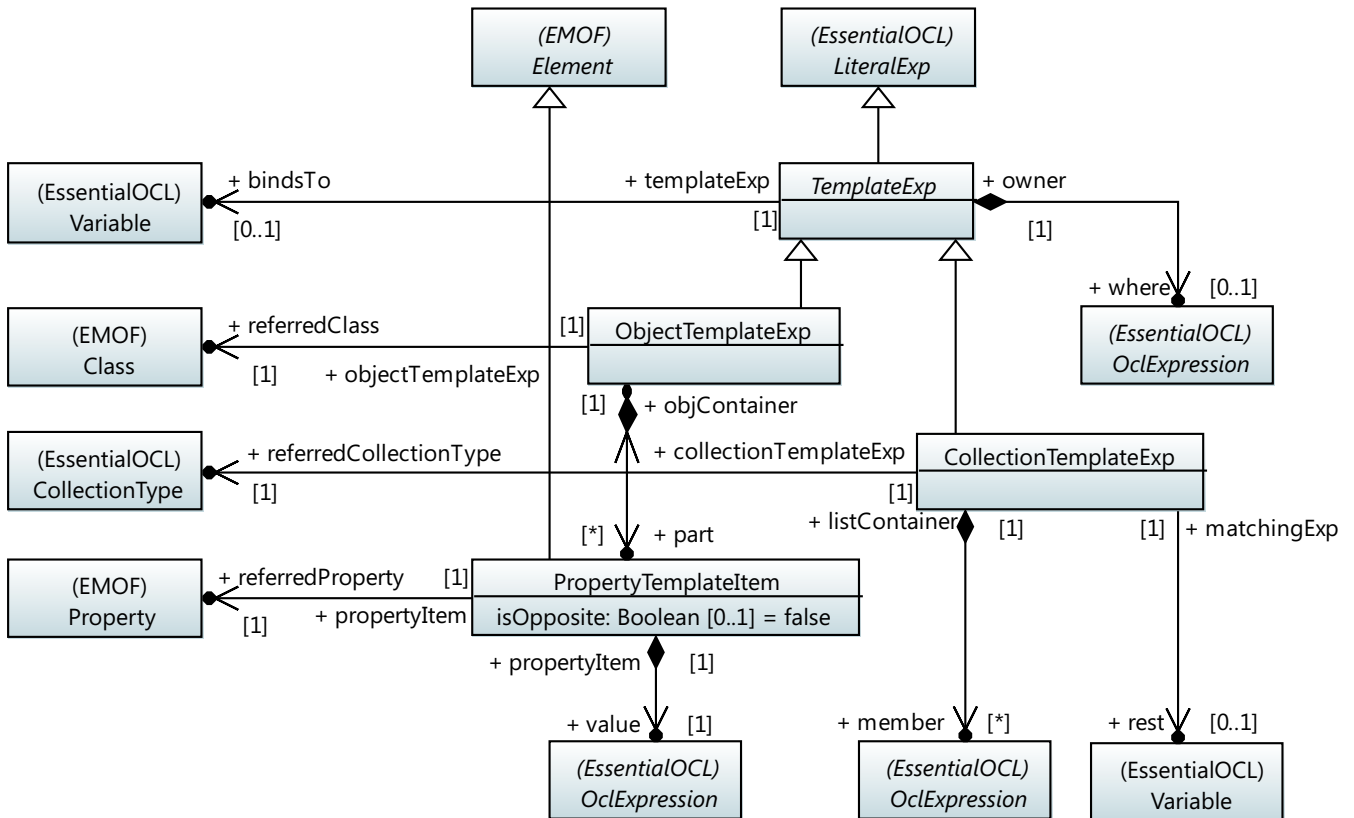 (EMOF)
Element
(EssentialOCL)
LiteralExp
(EssentialOCL)
Variable
+ bindsTo
[0..1]
+ templateExp
[1]
TemplateExp
+ owner
[1]
+ where
[0..1]
(EssentialOCL)
OclExpression
(EMOF)
Class
+ referredClass
[1]
[1]
+ objectTemplateExp
ObjectTemplateExp
[1]
+ objContainer
(EssentialOCL)
CollectionType
+ referredCollectionType
[1]
+ collectionTemplateExp
[1]
CollectionTemplateExp
+ listContainer
[1]
[1]
+ matchingExp
[*]
+ part
(EMOF)
Property
+ referredProperty
[1]
[1]
+ propertyItem
PropertyTemplateItem
isOpposite: Boolean [0..1] = false
+ propertyItem
[1]
+ value
[1]
(EssentialOCL)
OclExpression
+ member
[*]
(EssentialOCL)
OclExpression
+ rest
[0..1]
(EssentialOCL)
Variable